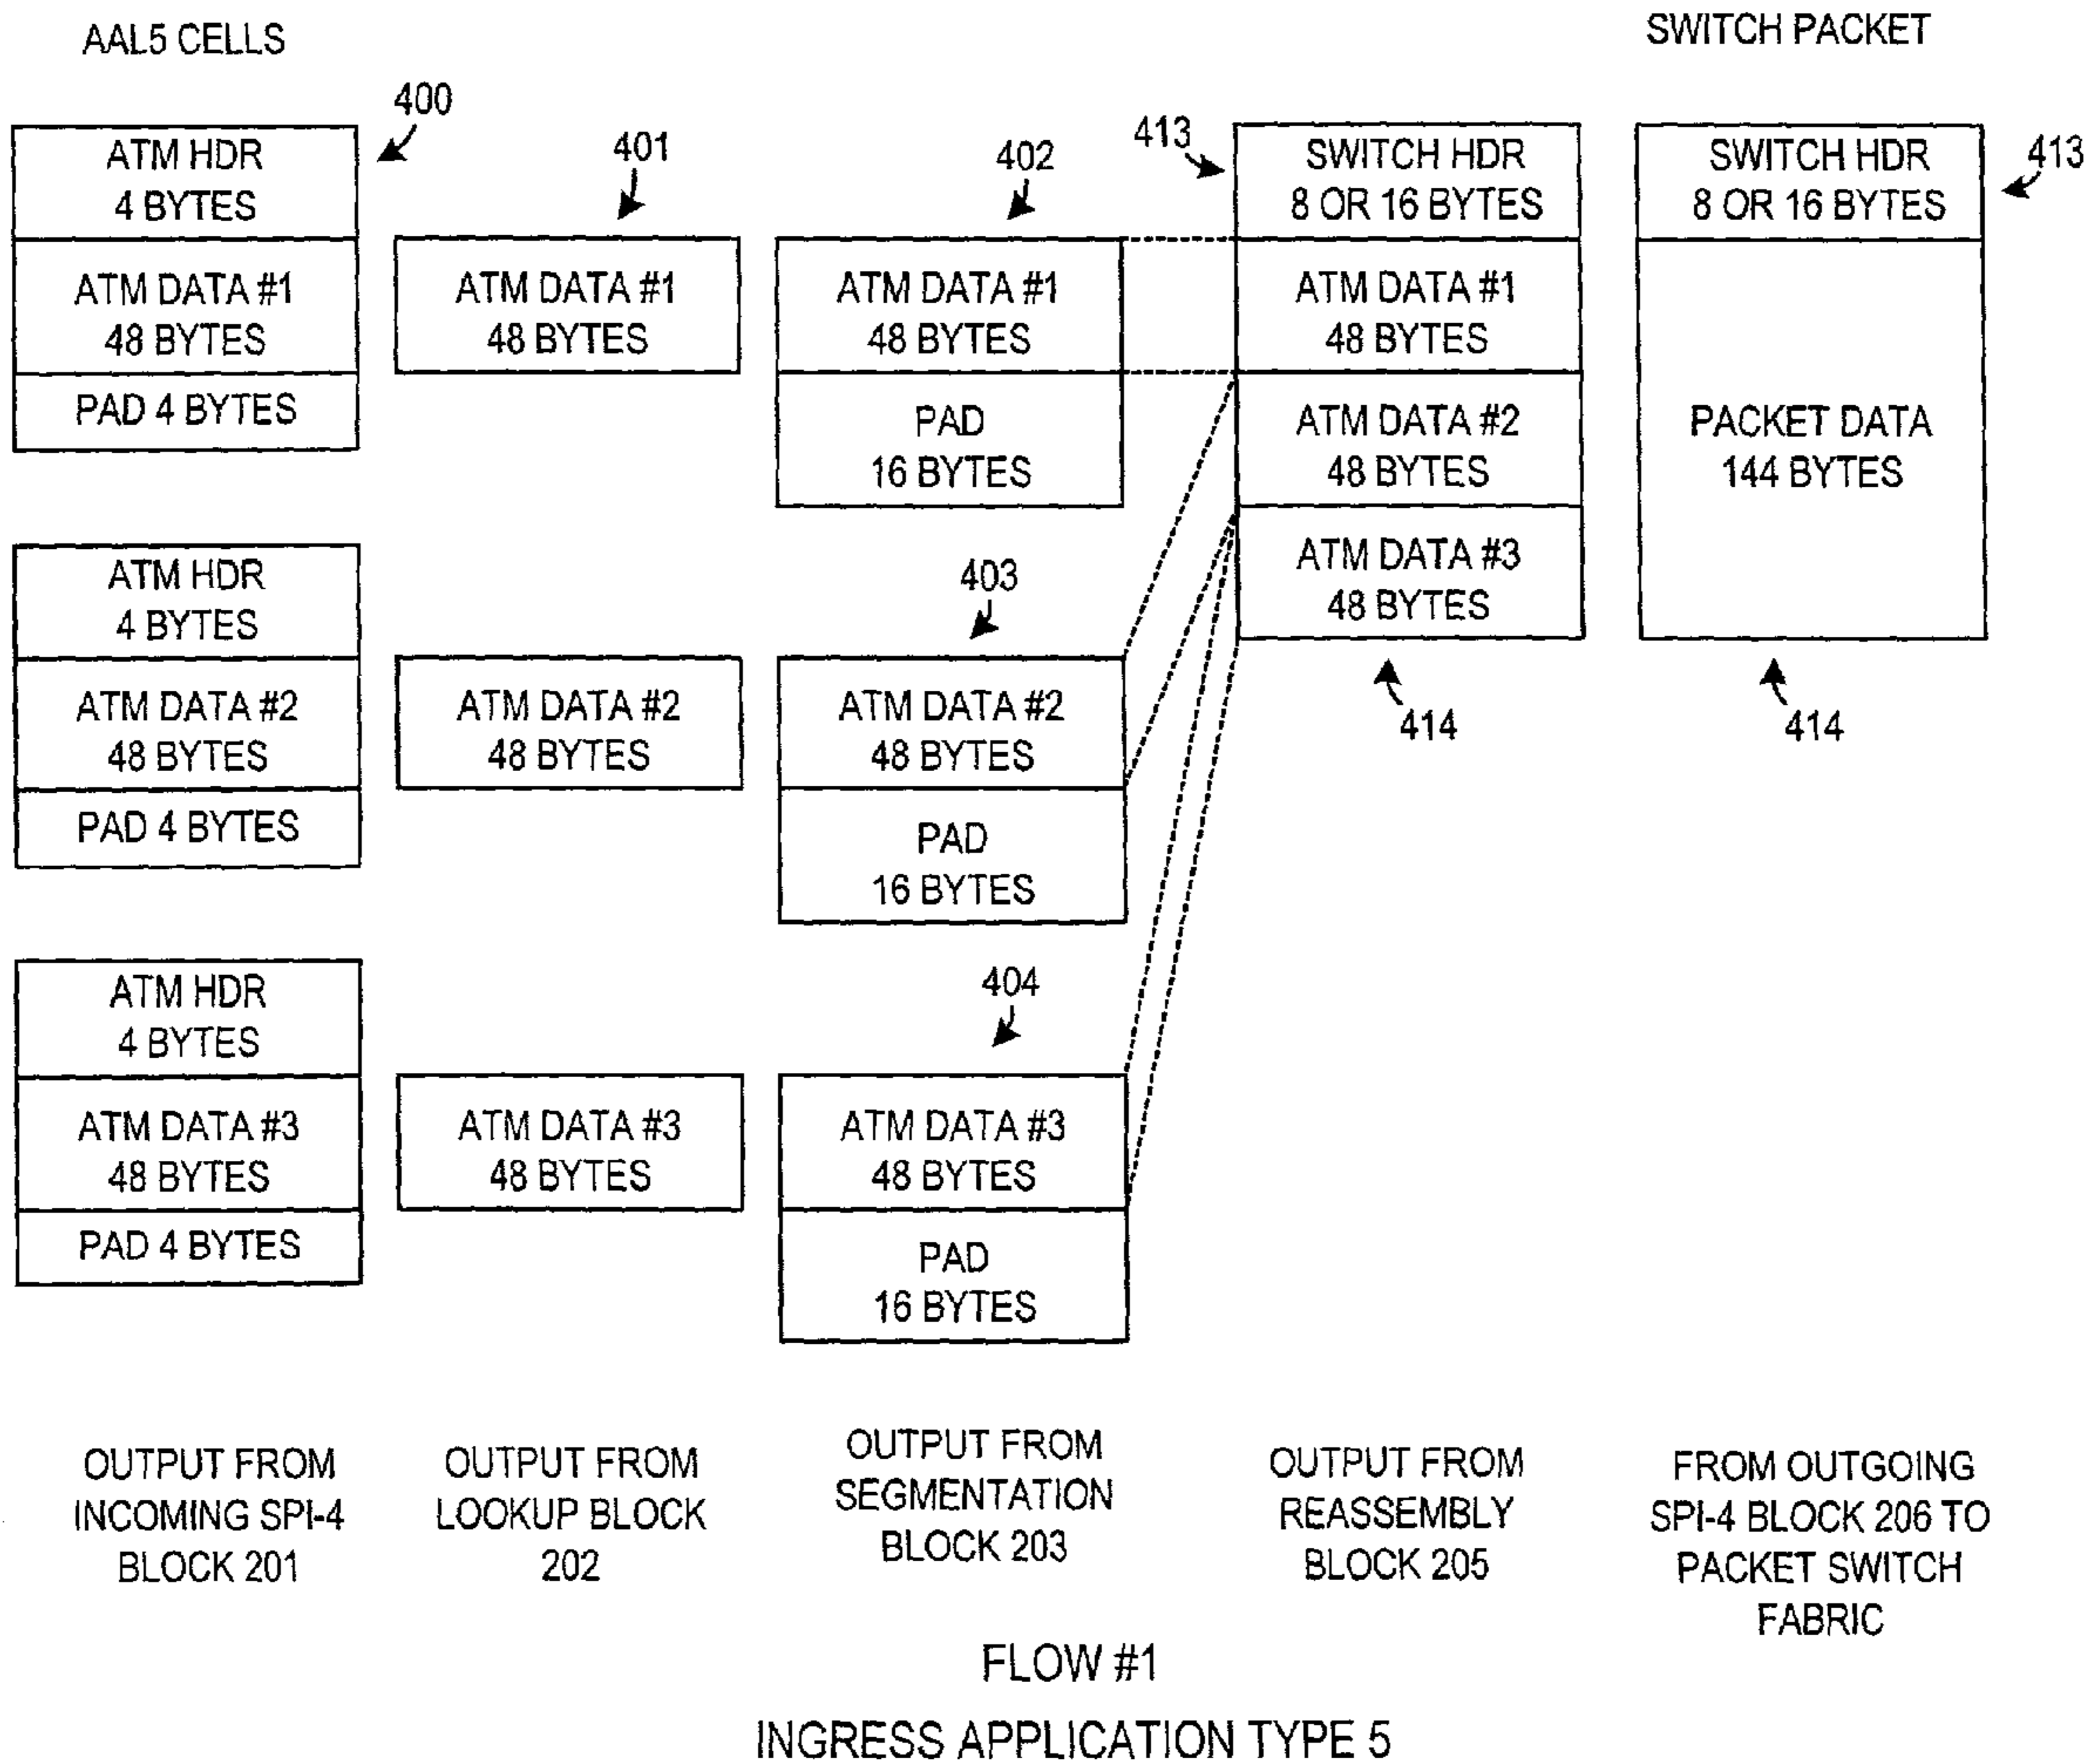 AAL5 CELLS
SWITCH PACKET
400
ATM HDR
4 BYTES
ATM DATA #1
48 BYTES
PAD 4 BYTES
401
ATM DATA #1
48 BYTES
402
ATM DATA #1
48 BYTES
PAD
16 BYTES
413
SWITCH HDR
8 OR 16 BYTES
ATM DATA #1
48 BYTES
ATM DATA #2
48 BYTES
ATM DATA #3
48 BYTES
414
SWITCH HDR
8 OR 16 BYTES
413
PACKET DATA
144 BYTES
414
ATM HDR
4 BYTES
ATM DATA #2
48 BYTES
PAD 4 BYTES
ATM DATA #2
48 BYTES
403
ATM DATA #2
48 BYTES
PAD
16 BYTES
ATM HDR
4 BYTES
ATM DATA #3
48 BYTES
PAD 4 BYTES
ATM DATA #3
48 BYTES
404
ATM DATA #3
48 BYTES
PAD
16 BYTES
OUTPUT FROM
INCOMING SPI-4
BLOCK 201
OUTPUT FROM
LOOKUP BLOCK
202
OUTPUT FROM
SEGMENTATION
BLOCK 203
OUTPUT FROM
REASSEMBLY
BLOCK 205
FROM OUTGOING
SPI-4 BLOCK 206 TO
PACKET SWITCH
FABRIC
FLOW #1
INGRESS APPLICATION TYPE 5